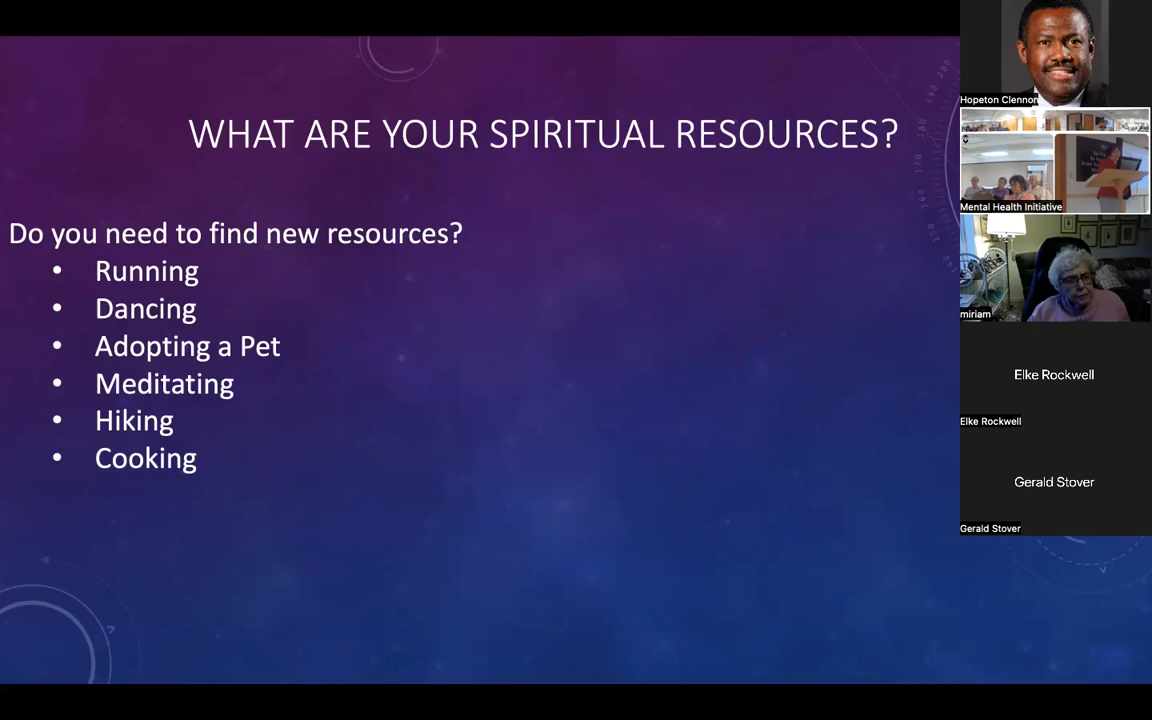 WHAT ARE YOUR SPIRITUAL RESOURCES?
Do you need to find new resources?
• Running
• Dancing
• Adopting a Pet
• Meditating
• Hiking
• Cooking
Hopeton Clennon
Mental Health Initiative
miriam
Elke Rockwell
Elke Rockwell
Gerald Stover
Gerald Stover